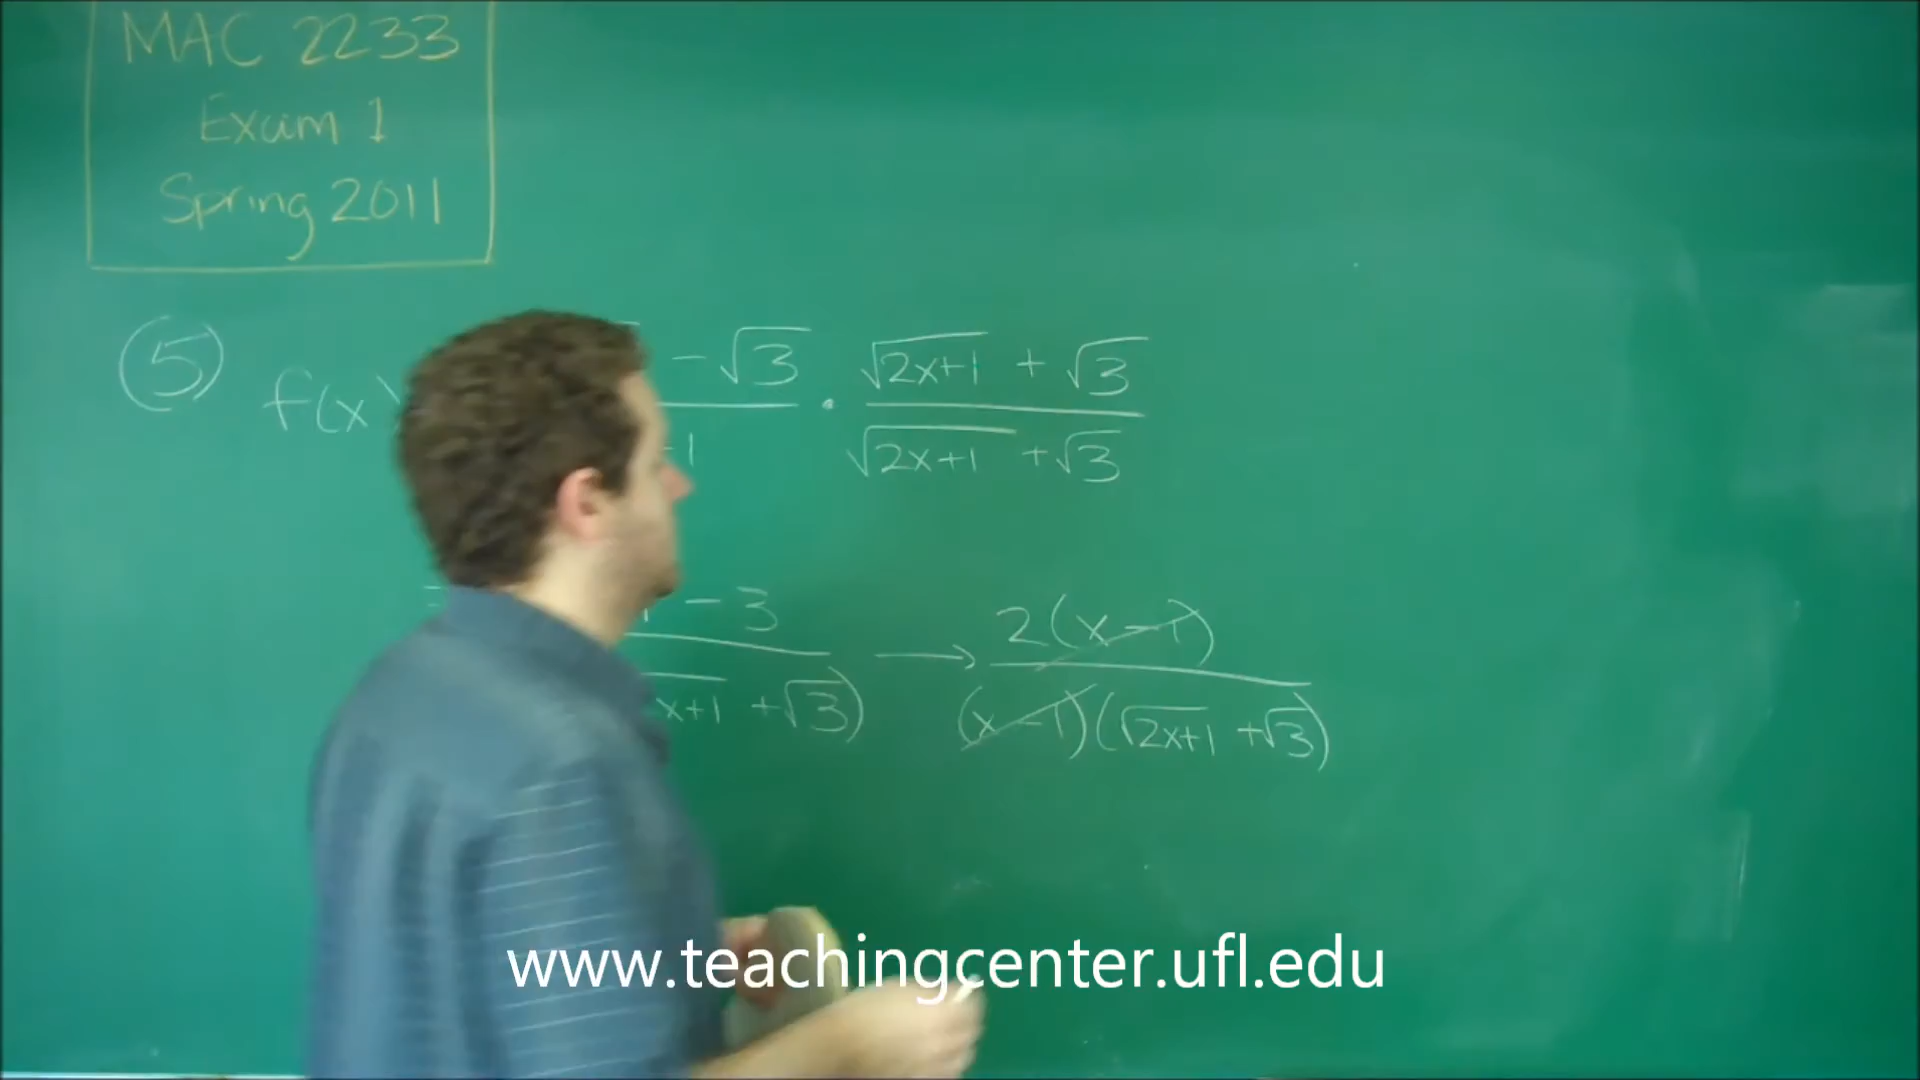 MAC 2233
Exam 1
Spring 2011
⑤ f(x) - √3 · √2x+1 + √3
-1 √2x+1 + √3
= - 3 → 2(x-1)
x+1 + √3) (x-1)(√2x+1 + √3)
www.teachingcenter.ufl.edu